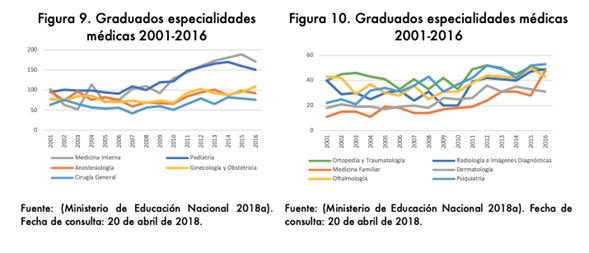 Figura 9. Graduados especialidades
médicas 2001-2016
200
150
100
50
0
2001
2002
2003
2004
2005
2006
2007
2008
2009
2010
2011
2012
2013
2014
2015
2016
Medicina Interna
Pediatría
Anestesiología
Ginecología y Obstetricia
Cirugía General
Fuente: (Ministerio de Educación Nacional 2018a).
Fecha de consulta: 20 de abril de 2018.
Figura 10. Graduados especialidades médicas
2001-2016
60
40
20
0
2001
2002
2003
2004
2005
2006
2007
2008
2009
2010
2011
2012
2013
2014
2015
2016
Ortopedia y Traumatología
Radiología e Imágenes Diagnósticas
Medicina Familiar
Dermatología
Oftalmología
Psiquiatría
Fuente: (Ministerio de Educación Nacional 2018a). Fecha de
consulta: 20 de abril de 2018.